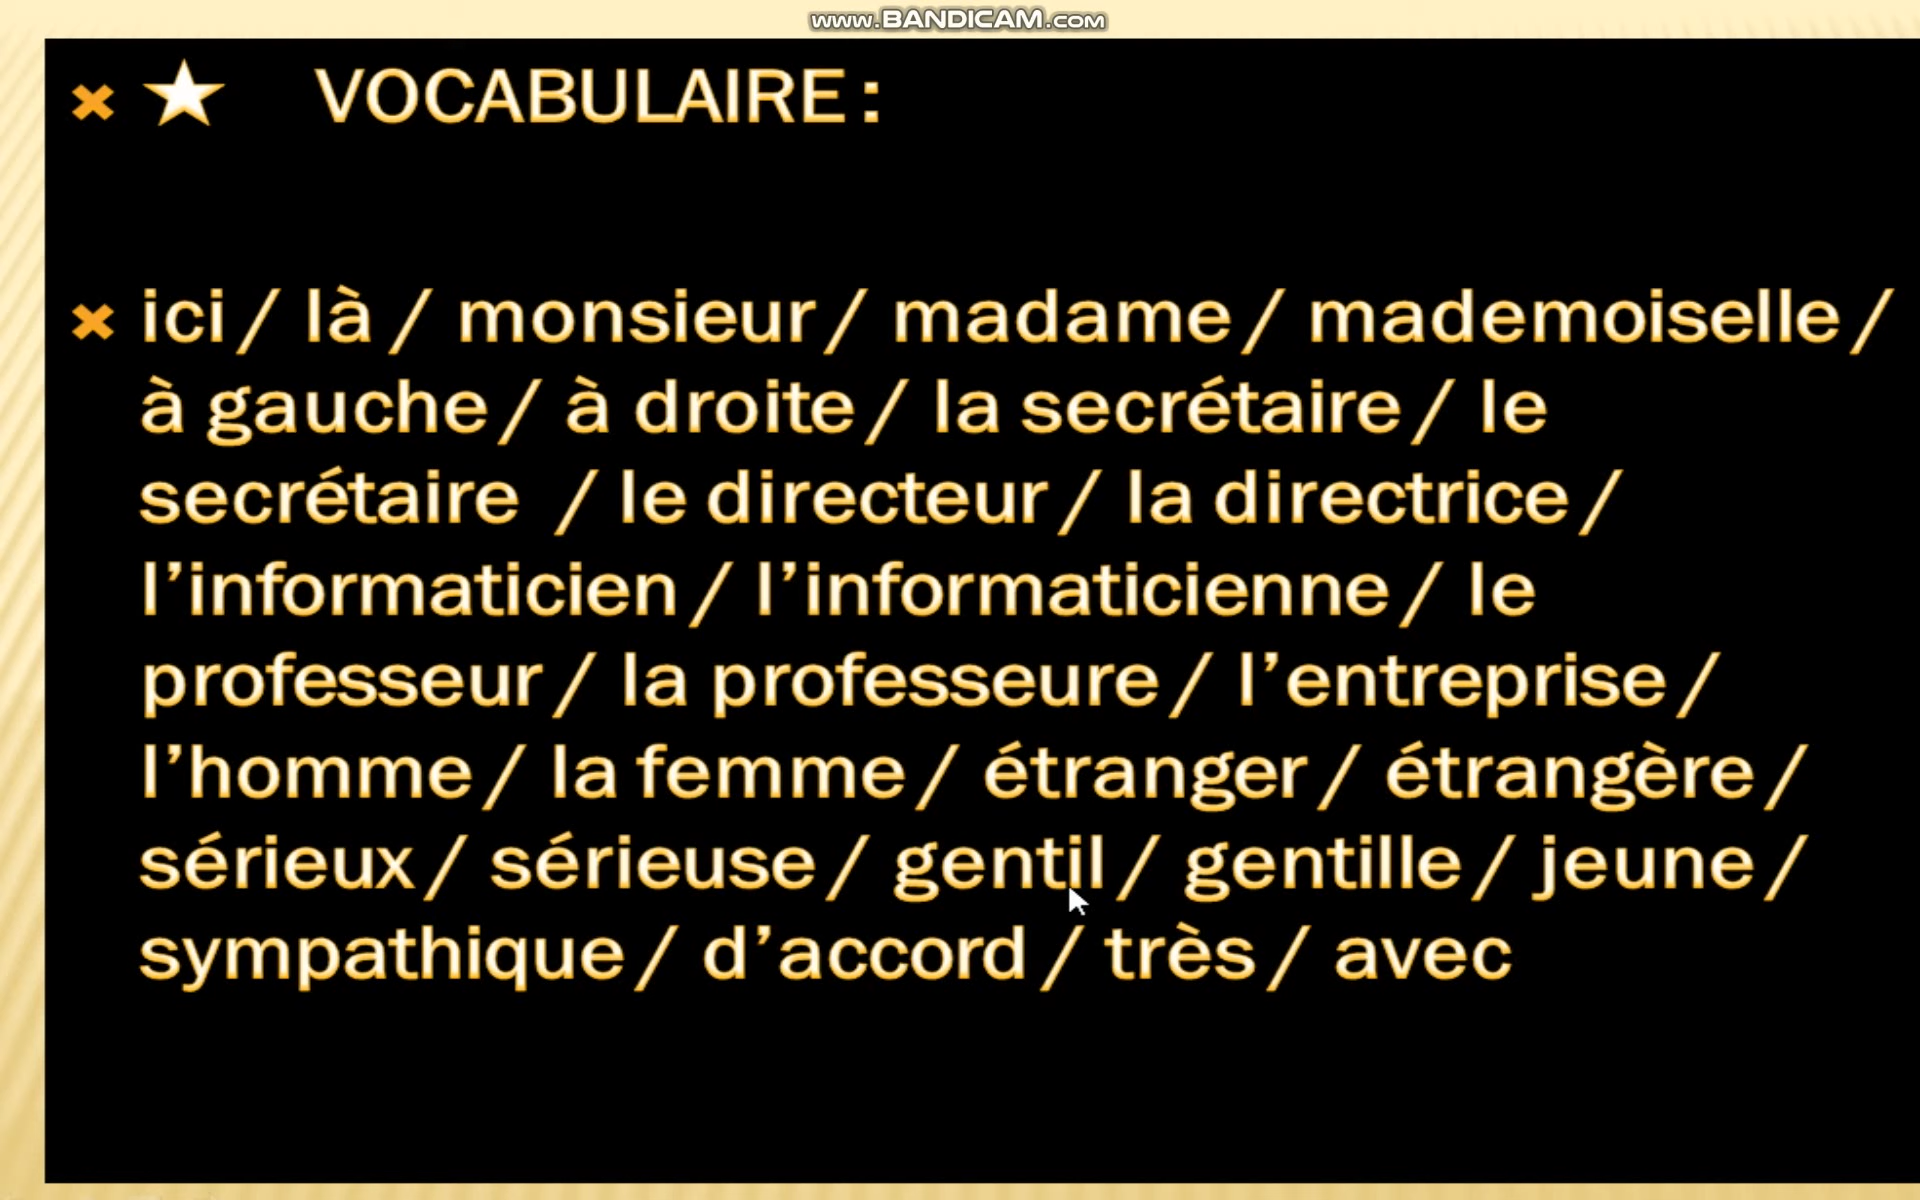 www.BANDICAM.com
★ VOCABULAIRE :
ici / là / monsieur / madame / mademoiselle /
à gauche / à droite / la secrétaire / le
secrétaire / le directeur / la directrice /
l’informaticien / l’informaticienne / le
professeur / la professeure / l’entreprise /
l’homme / la femme / étranger / étrangère /
sérieux / sérieuse / gentil / gentille / jeune /
sympathique / d’accord / très / avec